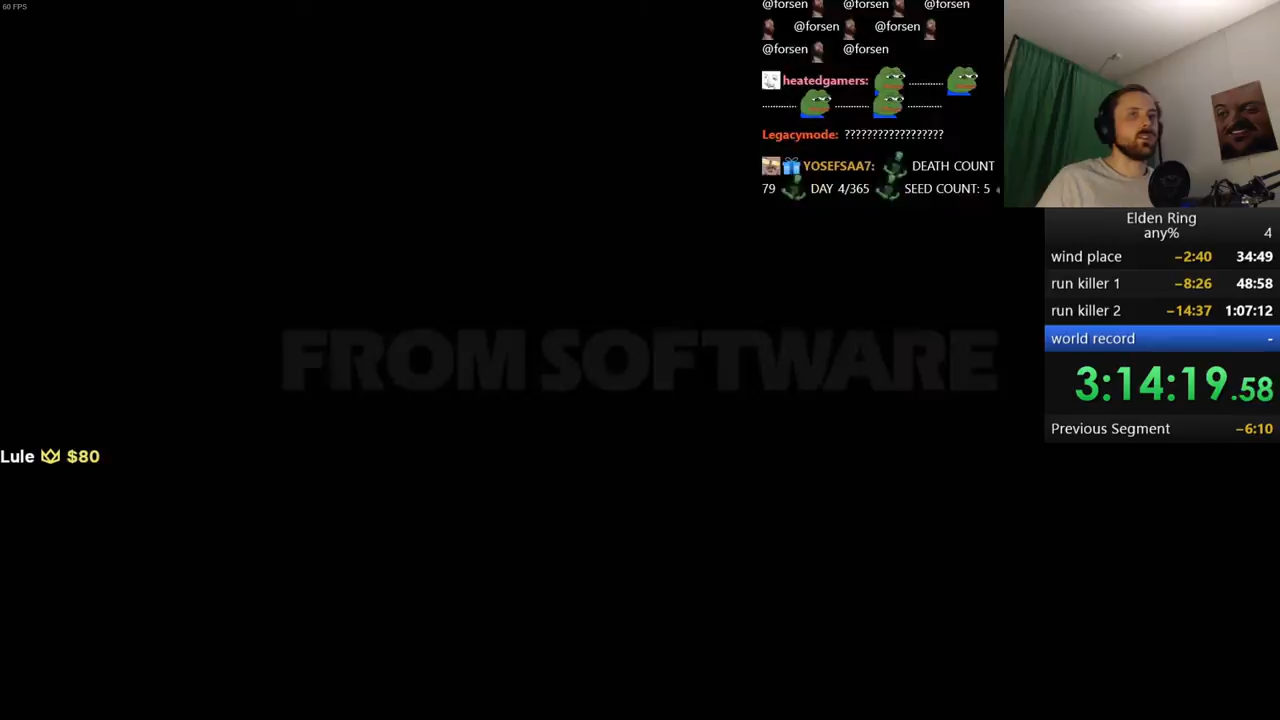 60 FPS
@forsen @forsen @forsen
@forsen @forsen
@forsen @forsen
heatedgamers: ............
............ ............ ............
Legacymode: ??????????????????
YOSEFSAA7: DEATH COUNT
79 DAY 4/365 SEED COUNT: 5
Elden Ring
any% 4
wind place −2:40 34:49
run killer 1 −8:26 48:58
run killer 2 −14:37 1:07:12
world record -
3:14:19.58
Previous Segment −6:10
FROM SOFTWARE
Lule $80